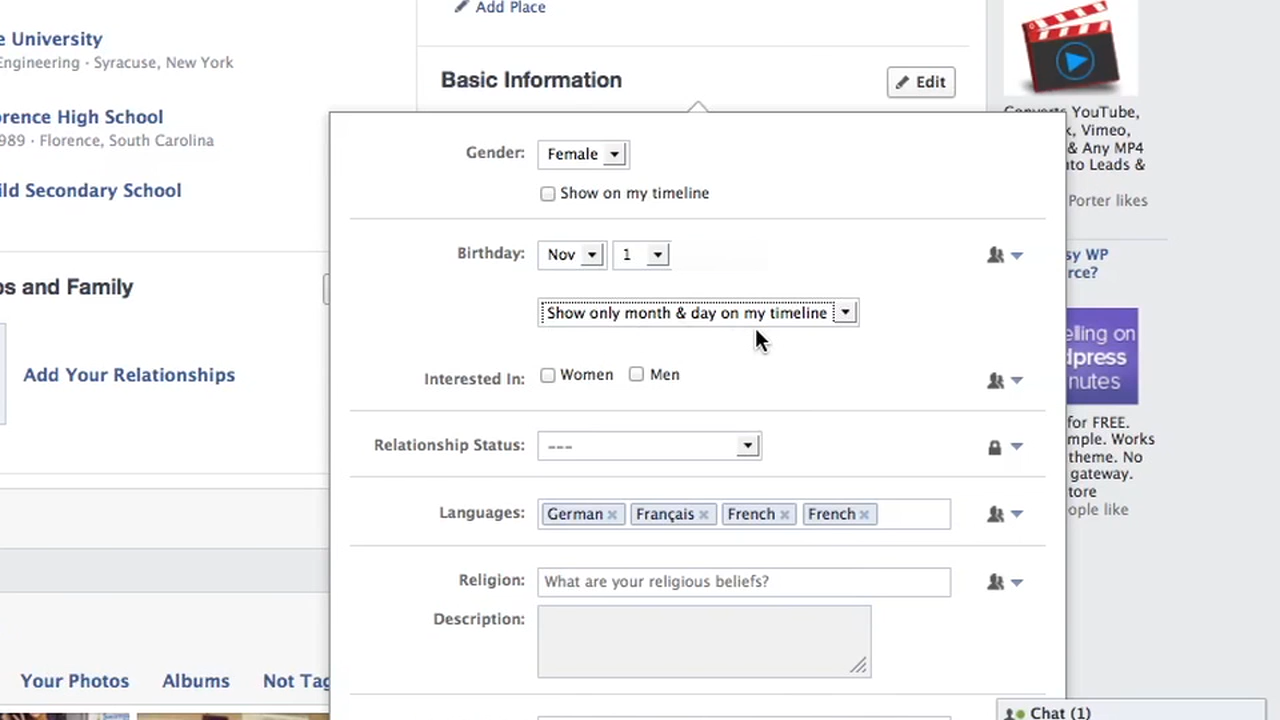 Add Place
e University
Engineering · Syracuse, New York
Basic Information
Edit
orence High School
989 · Florence, South Carolina
ild Secondary School
ps and Family
Add Your Relationships
Gender:
Female
Show on my timeline
Birthday:
Nov
1
Show only month & day on my timeline
Interested In:
Women
Men
Relationship Status:
---
Languages:
German
Français
French
French
Religion:
What are your religious beliefs?
Description:
Converts YouTube,
k, Vimeo,
& Any MP4
nto Leads &
Porter likes
sy WP
rce?
elling on
dpress
nutes
for FREE.
mple. Works
theme. No
gateway.
tore
ople like
Your Photos
Albums
Not Tag
Chat (1)